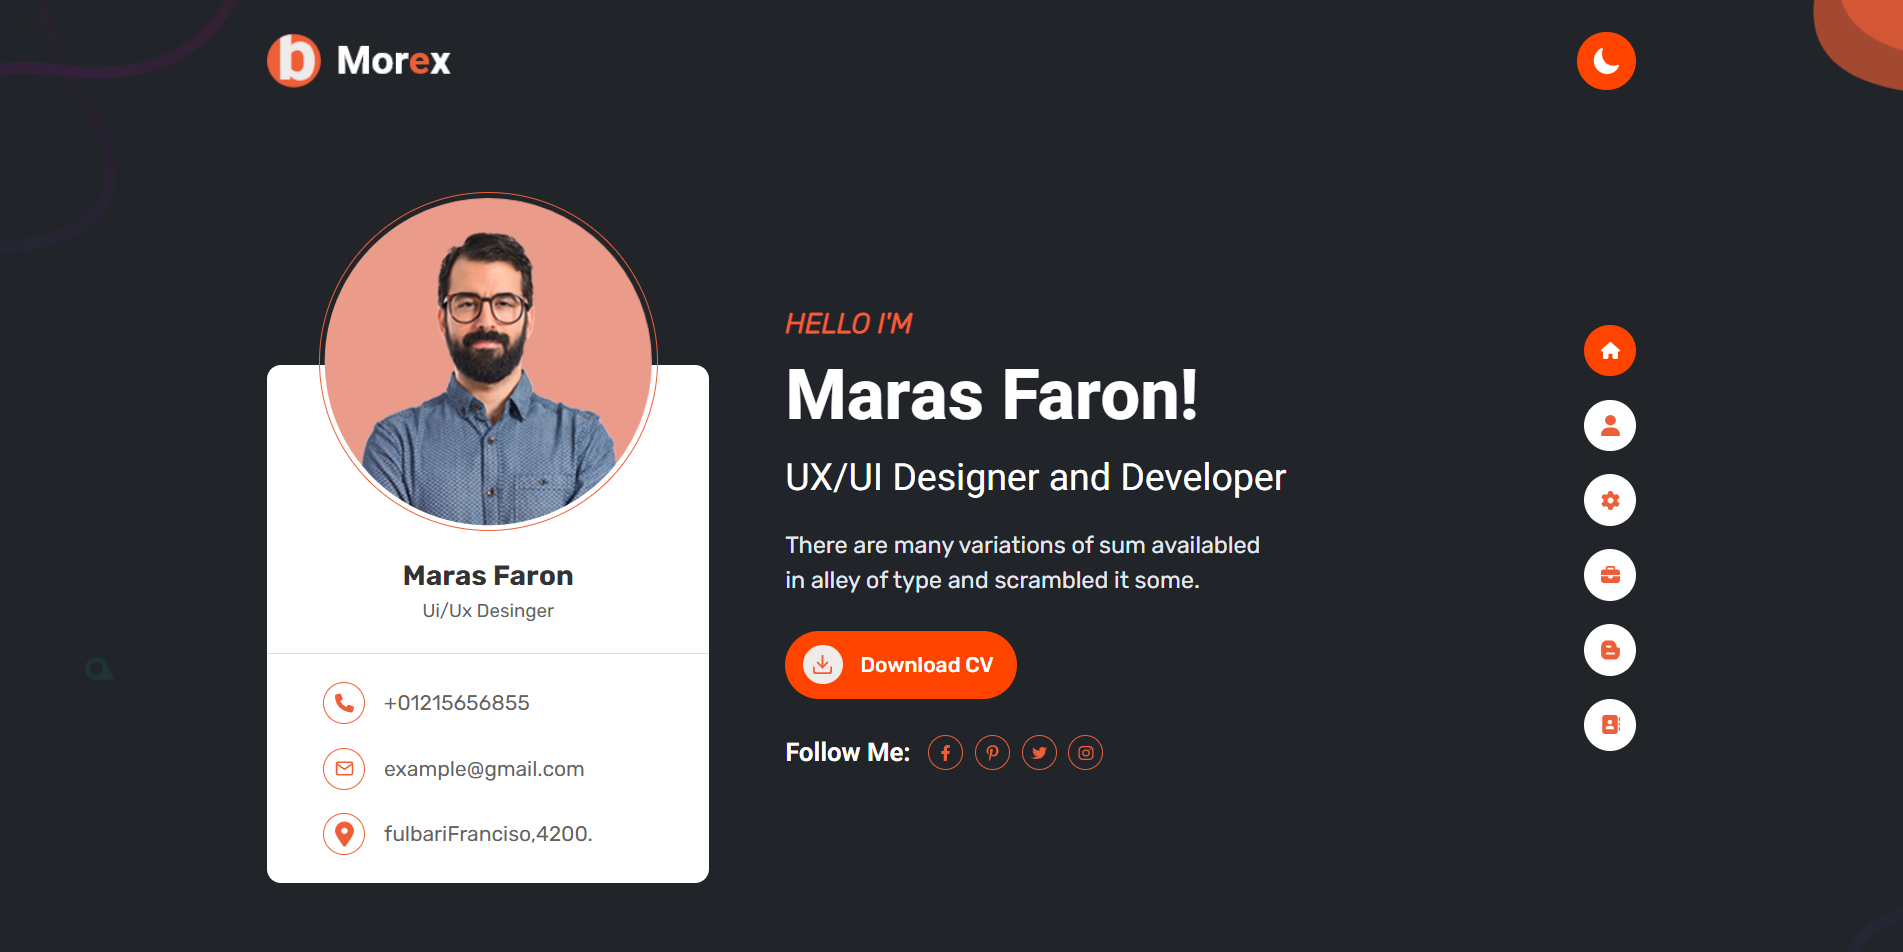 b Morex
HELLO I'M
Maras Faron!
UX/UI Designer and Developer
There are many variations of sum availabled
in alley of type and scrambled it some.
Download CV
Follow Me:
Maras Faron
Ui/Ux Desinger
+01215656855
example@gmail.com
fulbariFranciso,4200.